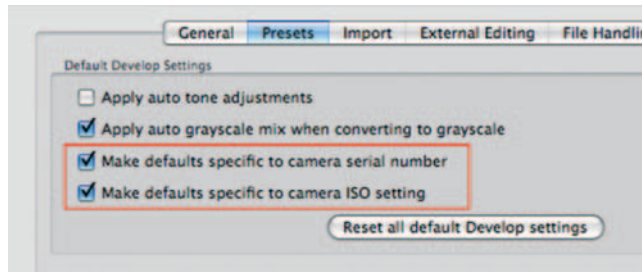 General Presets Import External Editing File Handlin
Default Develop Settings
Apply auto tone adjustments
Apply auto grayscale mix when converting to grayscale
Make defaults specific to camera serial number
Make defaults specific to camera ISO setting
Reset all default Develop settings